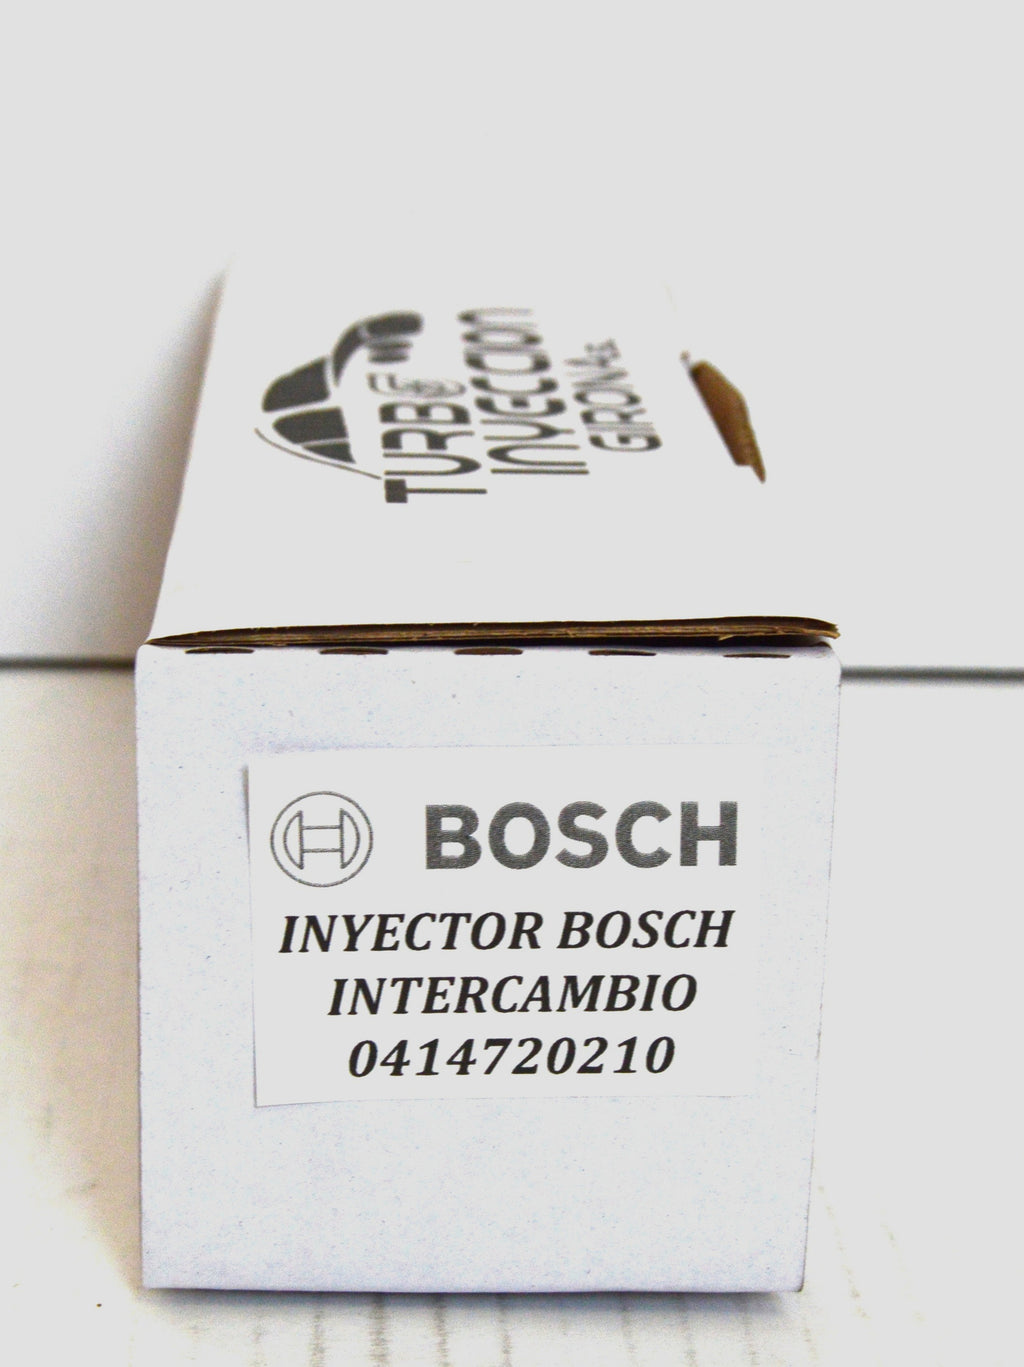 TURBO
INYECCION
GIRONA
BOSCH
INYECTOR BOSCH
INTERCAMBIO
0414720210